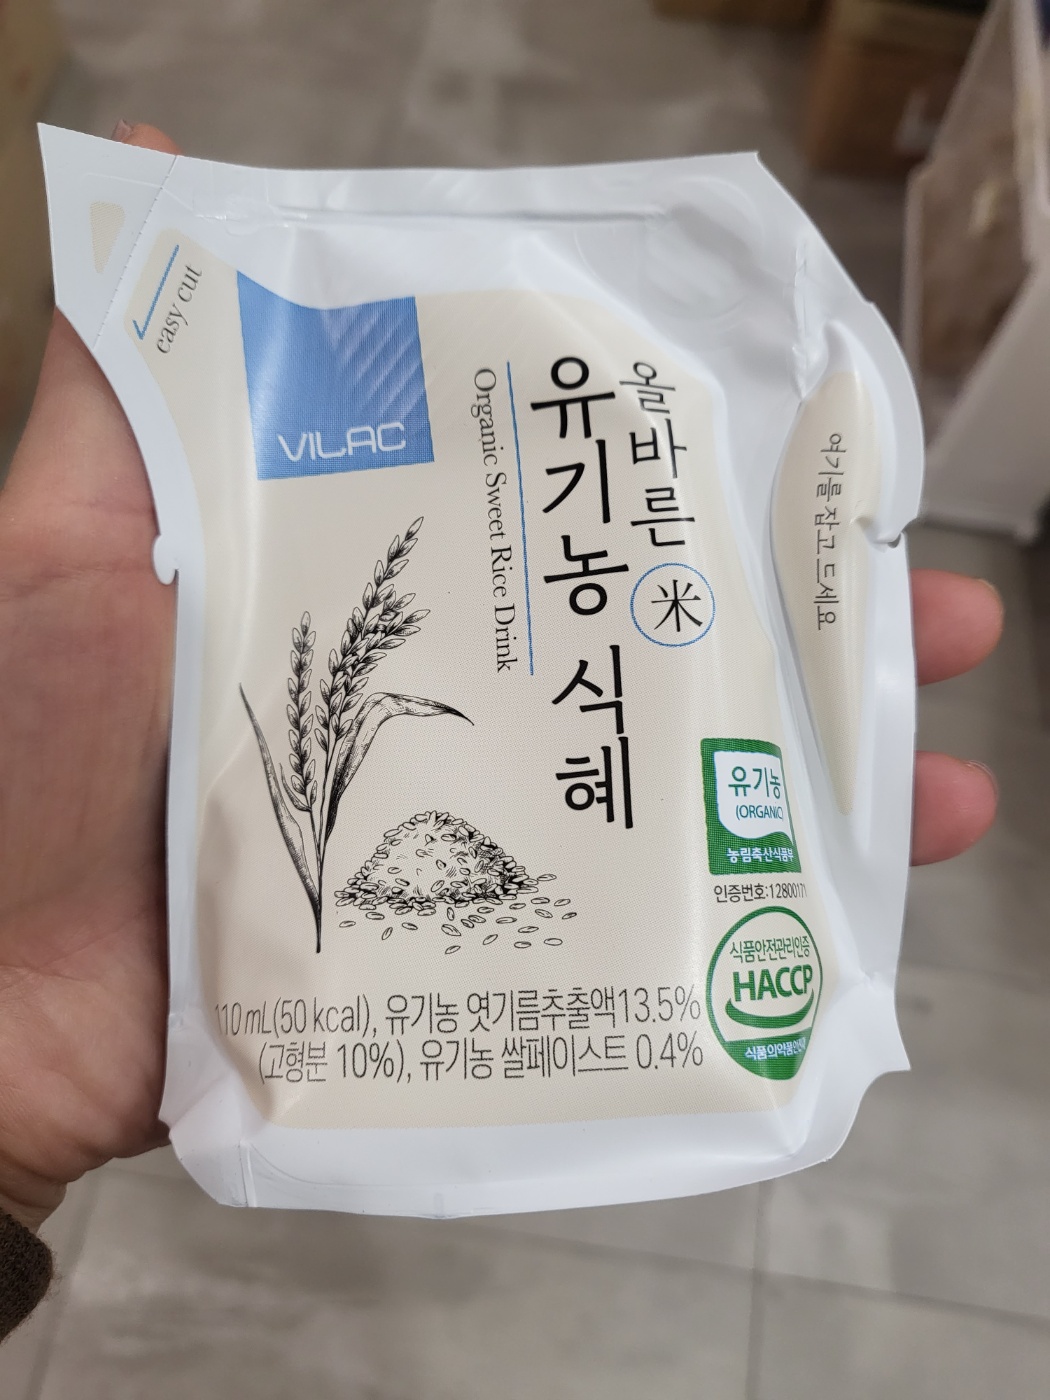 easy cut
VILAC
올바른 米
유기농 식혜
Organic Sweet Rice Drink
여기를 잡고 드세요
유기농
(ORGANIC)
농림축산식품부
인증번호:12800171
식품안전관리인증
HACCP
식품의약품안전처
110mL(50 kcal), 유기농 엿기름추출액13.5%
(고형분 10%), 유기농 쌀페이스트 0.4%